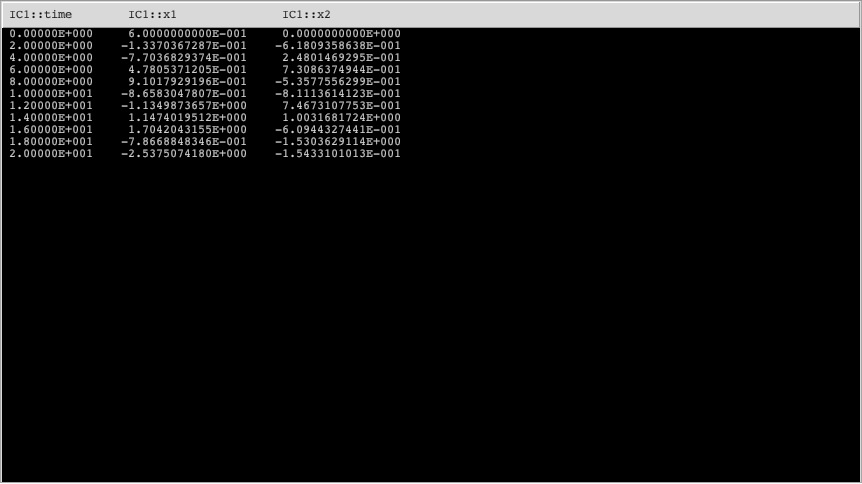 IC1::time IC1::x1 IC1::x2
0.00000E+000 6.0000000000E-001 0.0000000000E+000
2.00000E+000 -1.3370367287E-001 -6.1809358638E-001
4.00000E+000 -7.7036829374E-001 2.4801469295E-001
6.00000E+000 4.7805371205E-001 7.3086374944E-001
8.00000E+000 9.1017929196E-001 -5.3577556299E-001
1.00000E+001 -8.6583047807E-001 -8.1113614123E-001
1.20000E+001 -1.1349873657E+000 7.4673107753E-001
1.40000E+001 1.1474019512E+000 1.0031681724E+000
1.60000E+001 1.7042043155E+000 -6.0944327441E-001
1.80000E+001 -7.8668848346E-001 -1.5303629114E+000
2.00000E+001 -2.5375074180E+000 -1.5433101013E-001